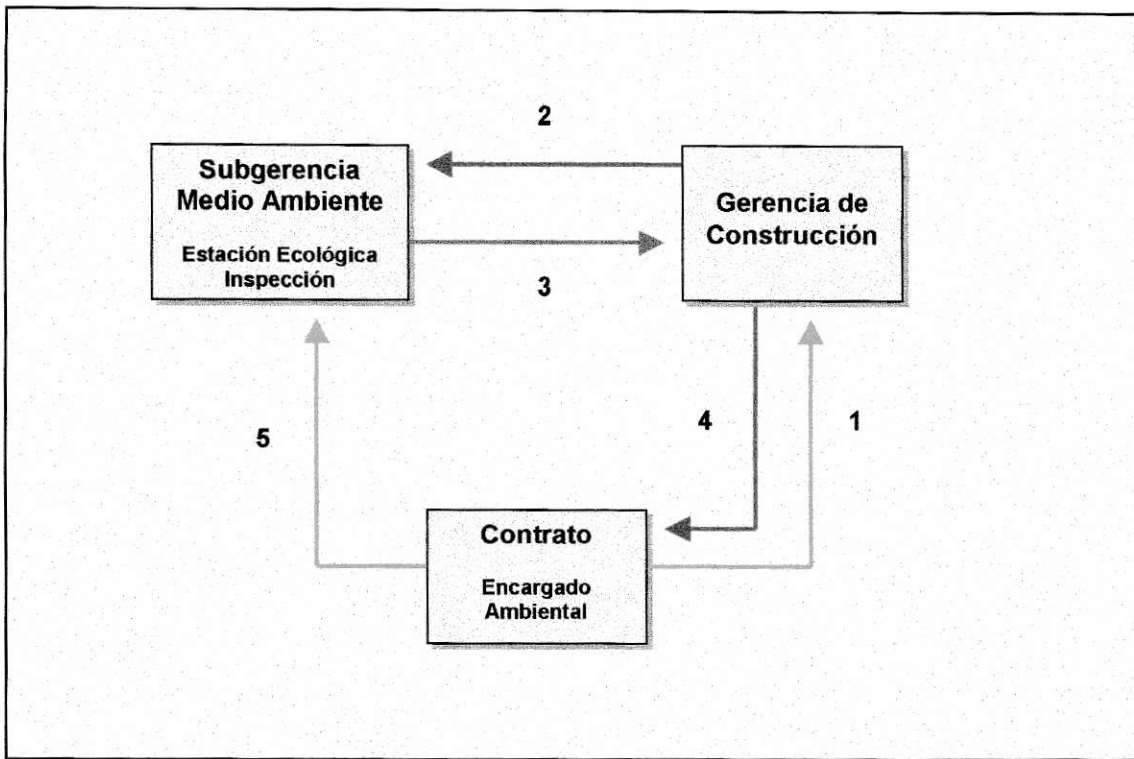 2
Subgerencia
Medio Ambiente
Estación Ecológica
Inspección
Gerencia de
Construcción
3
5
4
1
Contrato
Encargado
Ambiental